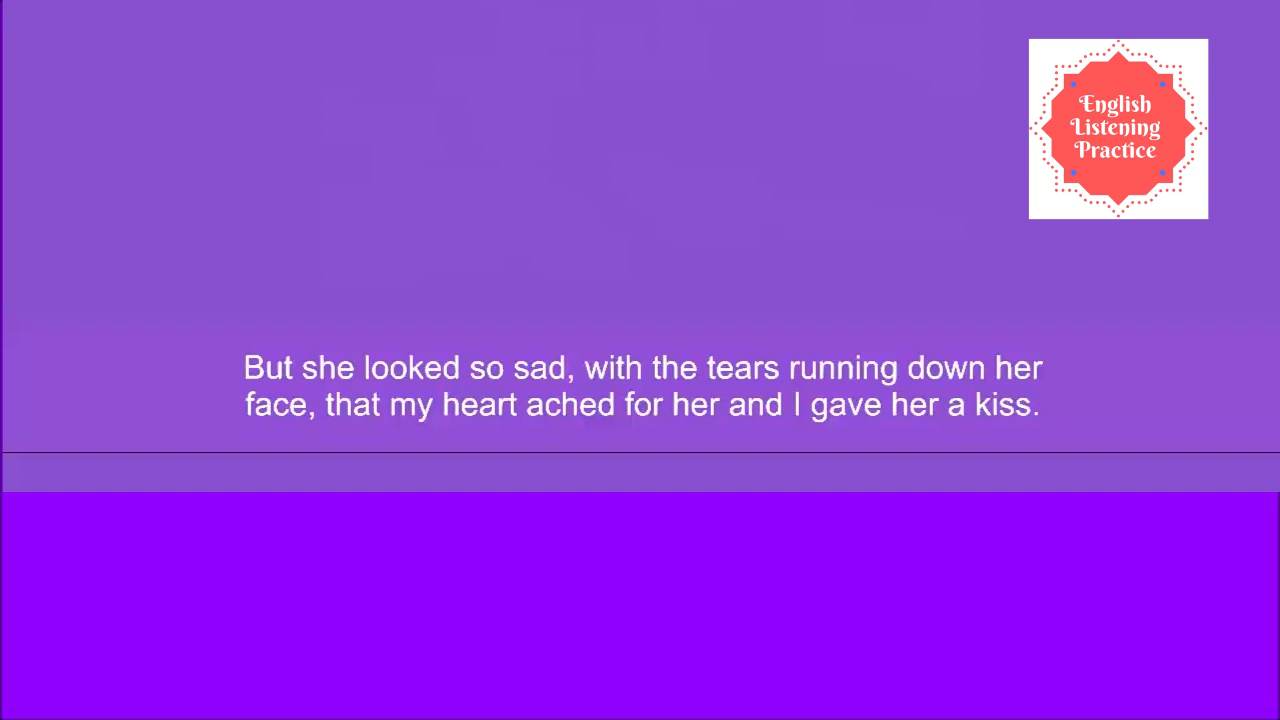 English
Listening
Practice
But she looked so sad, with the tears running down her
face, that my heart ached for her and I gave her a kiss.